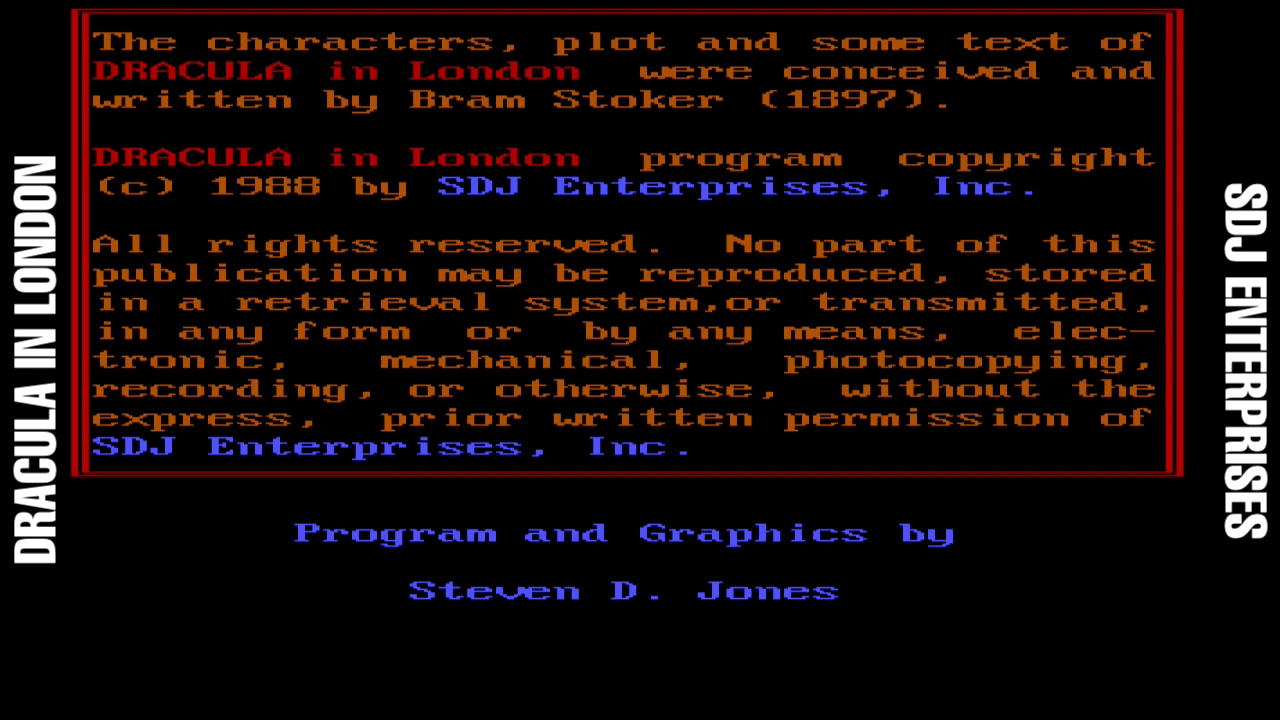 The characters, plot and some text of
DRACULA in London were conceived and
written by Bram Stoker (1897).
DRACULA in London program copyright
(c) 1988 by SDJ Enterprises, Inc.
All rights reserved. No part of this
publication may be reproduced, stored
in a retrieval system,or transmitted,
in any form or by any means, elec-
tronic, mechanical, photocopying,
recording, or otherwise, without the
express, prior written permission of
SDJ Enterprises, Inc.
Program and Graphics by
Steven D. Jones
DRACULA IN LONDON
SDJ ENTERPRISES